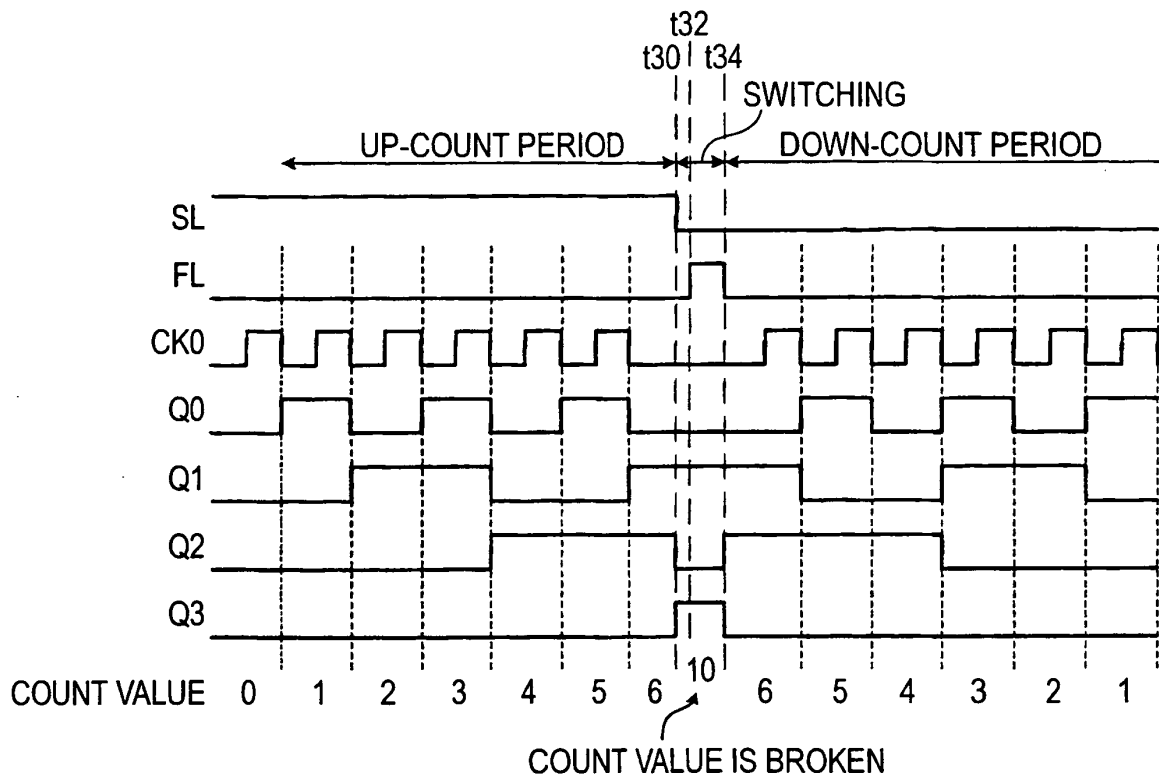 t32
t30 t34
SWITCHING
UP-COUNT PERIOD DOWN-COUNT PERIOD
SL
FL
CK0
Q0
Q1
Q2
Q3
COUNT VALUE 0 1 2 3 4 5 6 10 6 5 4 3 2 1
COUNT VALUE IS BROKEN